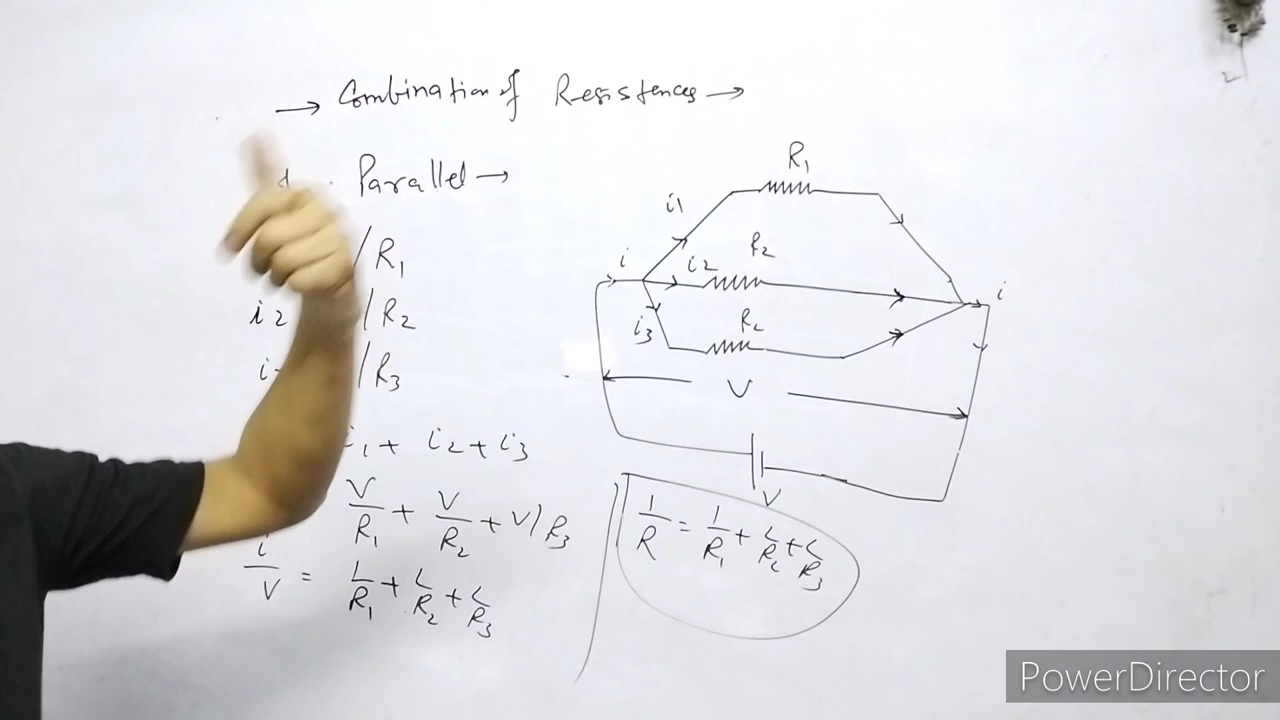 → Combination of Resistences →
Parallel →
/R1
i2 /R2
/R3
i1 + i2 + i3
V/R1 + V/R2 + V/R3
i/V = 1/R1 + 1/R2 + 1/R3
R1
i1
R2
i i2
i
R2
i3
V
V
1/R = 1/R1 + 1/R2 + 1/R3
PowerDirector